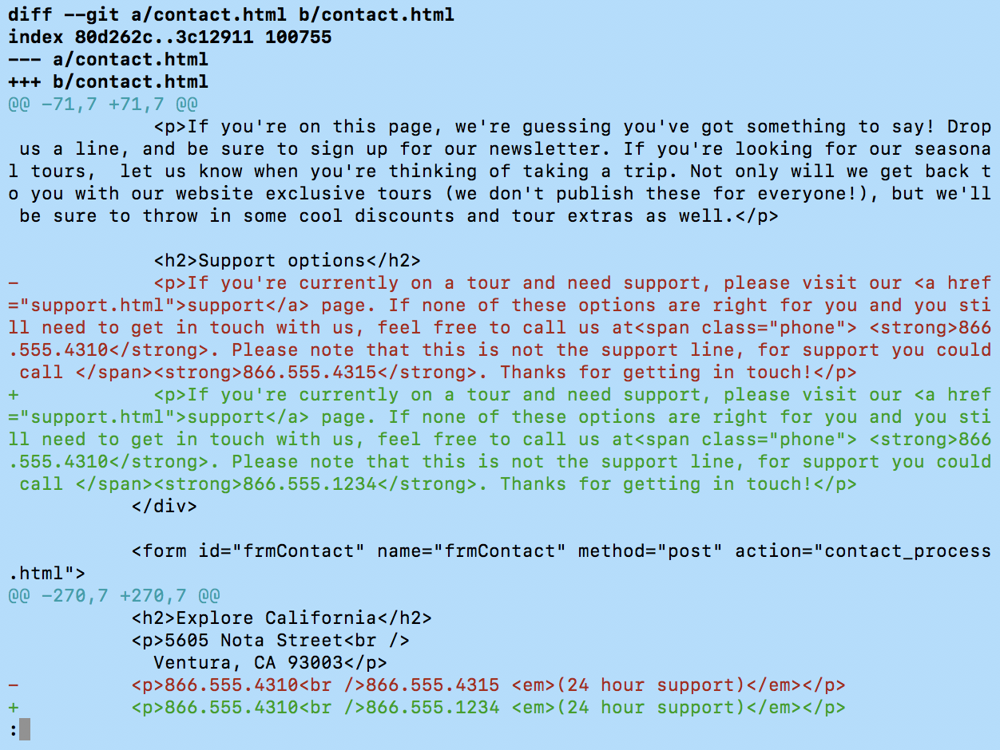 diff --git a/contact.html b/contact.html
index 80d262c..3c12911 100755
--- a/contact.html
+++ b/contact.html
@@ -71,7 +71,7 @@
             <p>If you're on this page, we're guessing you've got something to say! Drop
 us a line, and be sure to sign up for our newsletter. If you're looking for our seasona
l tours,  let us know when you're thinking of taking a trip. Not only will we get back t
o you with our website exclusive tours (we don't publish these for everyone!), but we'll
 be sure to throw in some cool discounts and tour extras as well.</p>

             <h2>Support options</h2>
-            <p>If you're currently on a tour and need support, please visit our <a href
="support.html">support</a> page. If none of these options are right for you and you sti
ll need to get in touch with us, feel free to call us at<span class="phone"> <strong>866
.555.4310</strong>. Please note that this is not the support line, for support you could
 call </span><strong>866.555.4315</strong>. Thanks for getting in touch!</p>
+            <p>If you're currently on a tour and need support, please visit our <a href
="support.html">support</a> page. If none of these options are right for you and you sti
ll need to get in touch with us, feel free to call us at<span class="phone"> <strong>866
.555.4310</strong>. Please note that this is not the support line, for support you could
 call </span><strong>866.555.1234</strong>. Thanks for getting in touch!</p>
           </div>

           <form id="frmContact" name="frmContact" method="post" action="contact_process
.html">
@@ -270,7 +270,7 @@
           <h2>Explore California</h2>
           <p>5605 Nota Street<br />
             Ventura, CA 93003</p>
-          <p>866.555.4310<br />866.555.4315 <em>(24 hour support)</em></p>
+          <p>866.555.4310<br />866.555.1234 <em>(24 hour support)</em></p>
: